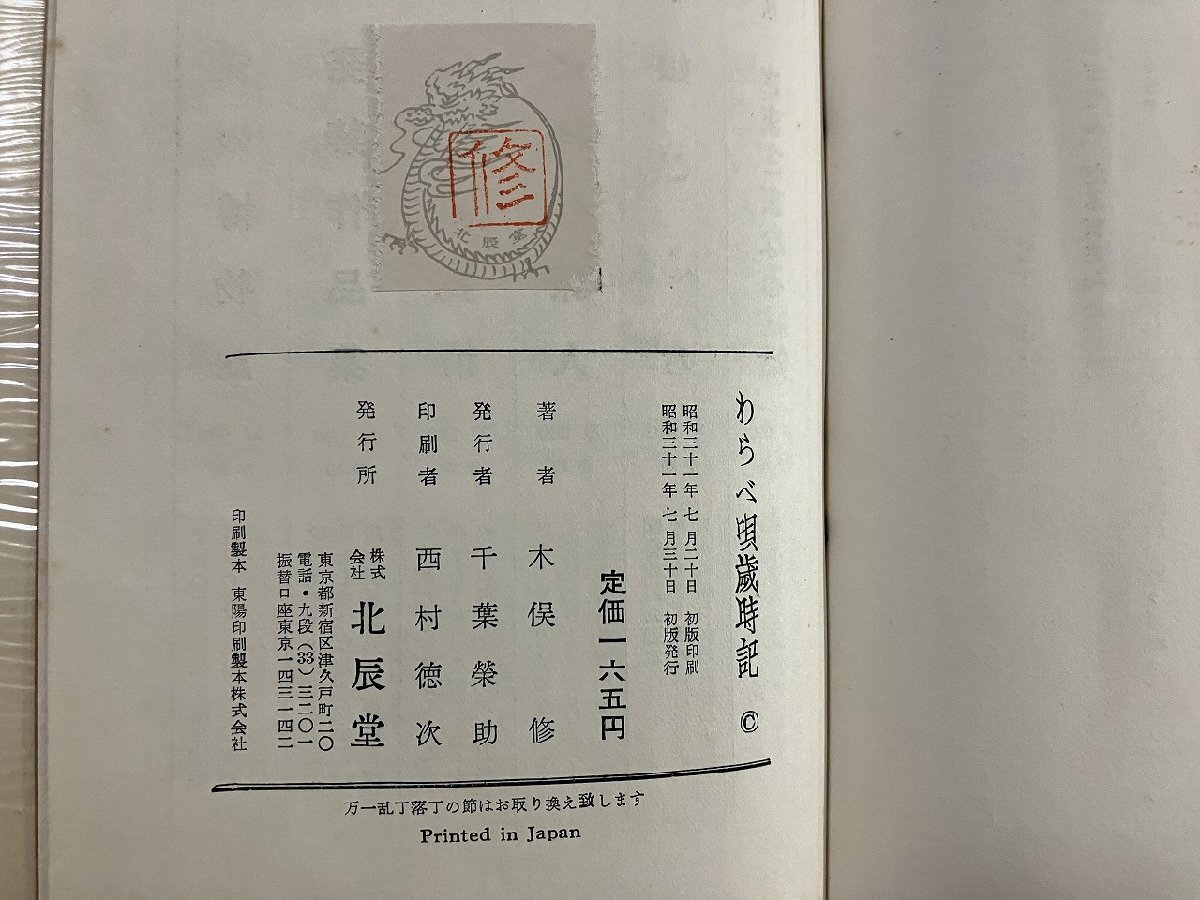 修
北辰堂
わらべ唄歳時記 ©
昭和三十一年 七月二十日 初版印刷
昭和三十一年 七月三十日 初版発行
定価一六五円
著者 木俣修
発行者 千葉榮助
印刷者 西村徳次
発行所 株式会社 北辰堂
東京都新宿区津久戸町二〇
電話・九段(33)三二〇一
振替口座東京一四三一四二
印刷製本 東陽印刷製本株式会社
万一乱丁落丁の節はお取り換え致します
Printed in Japan